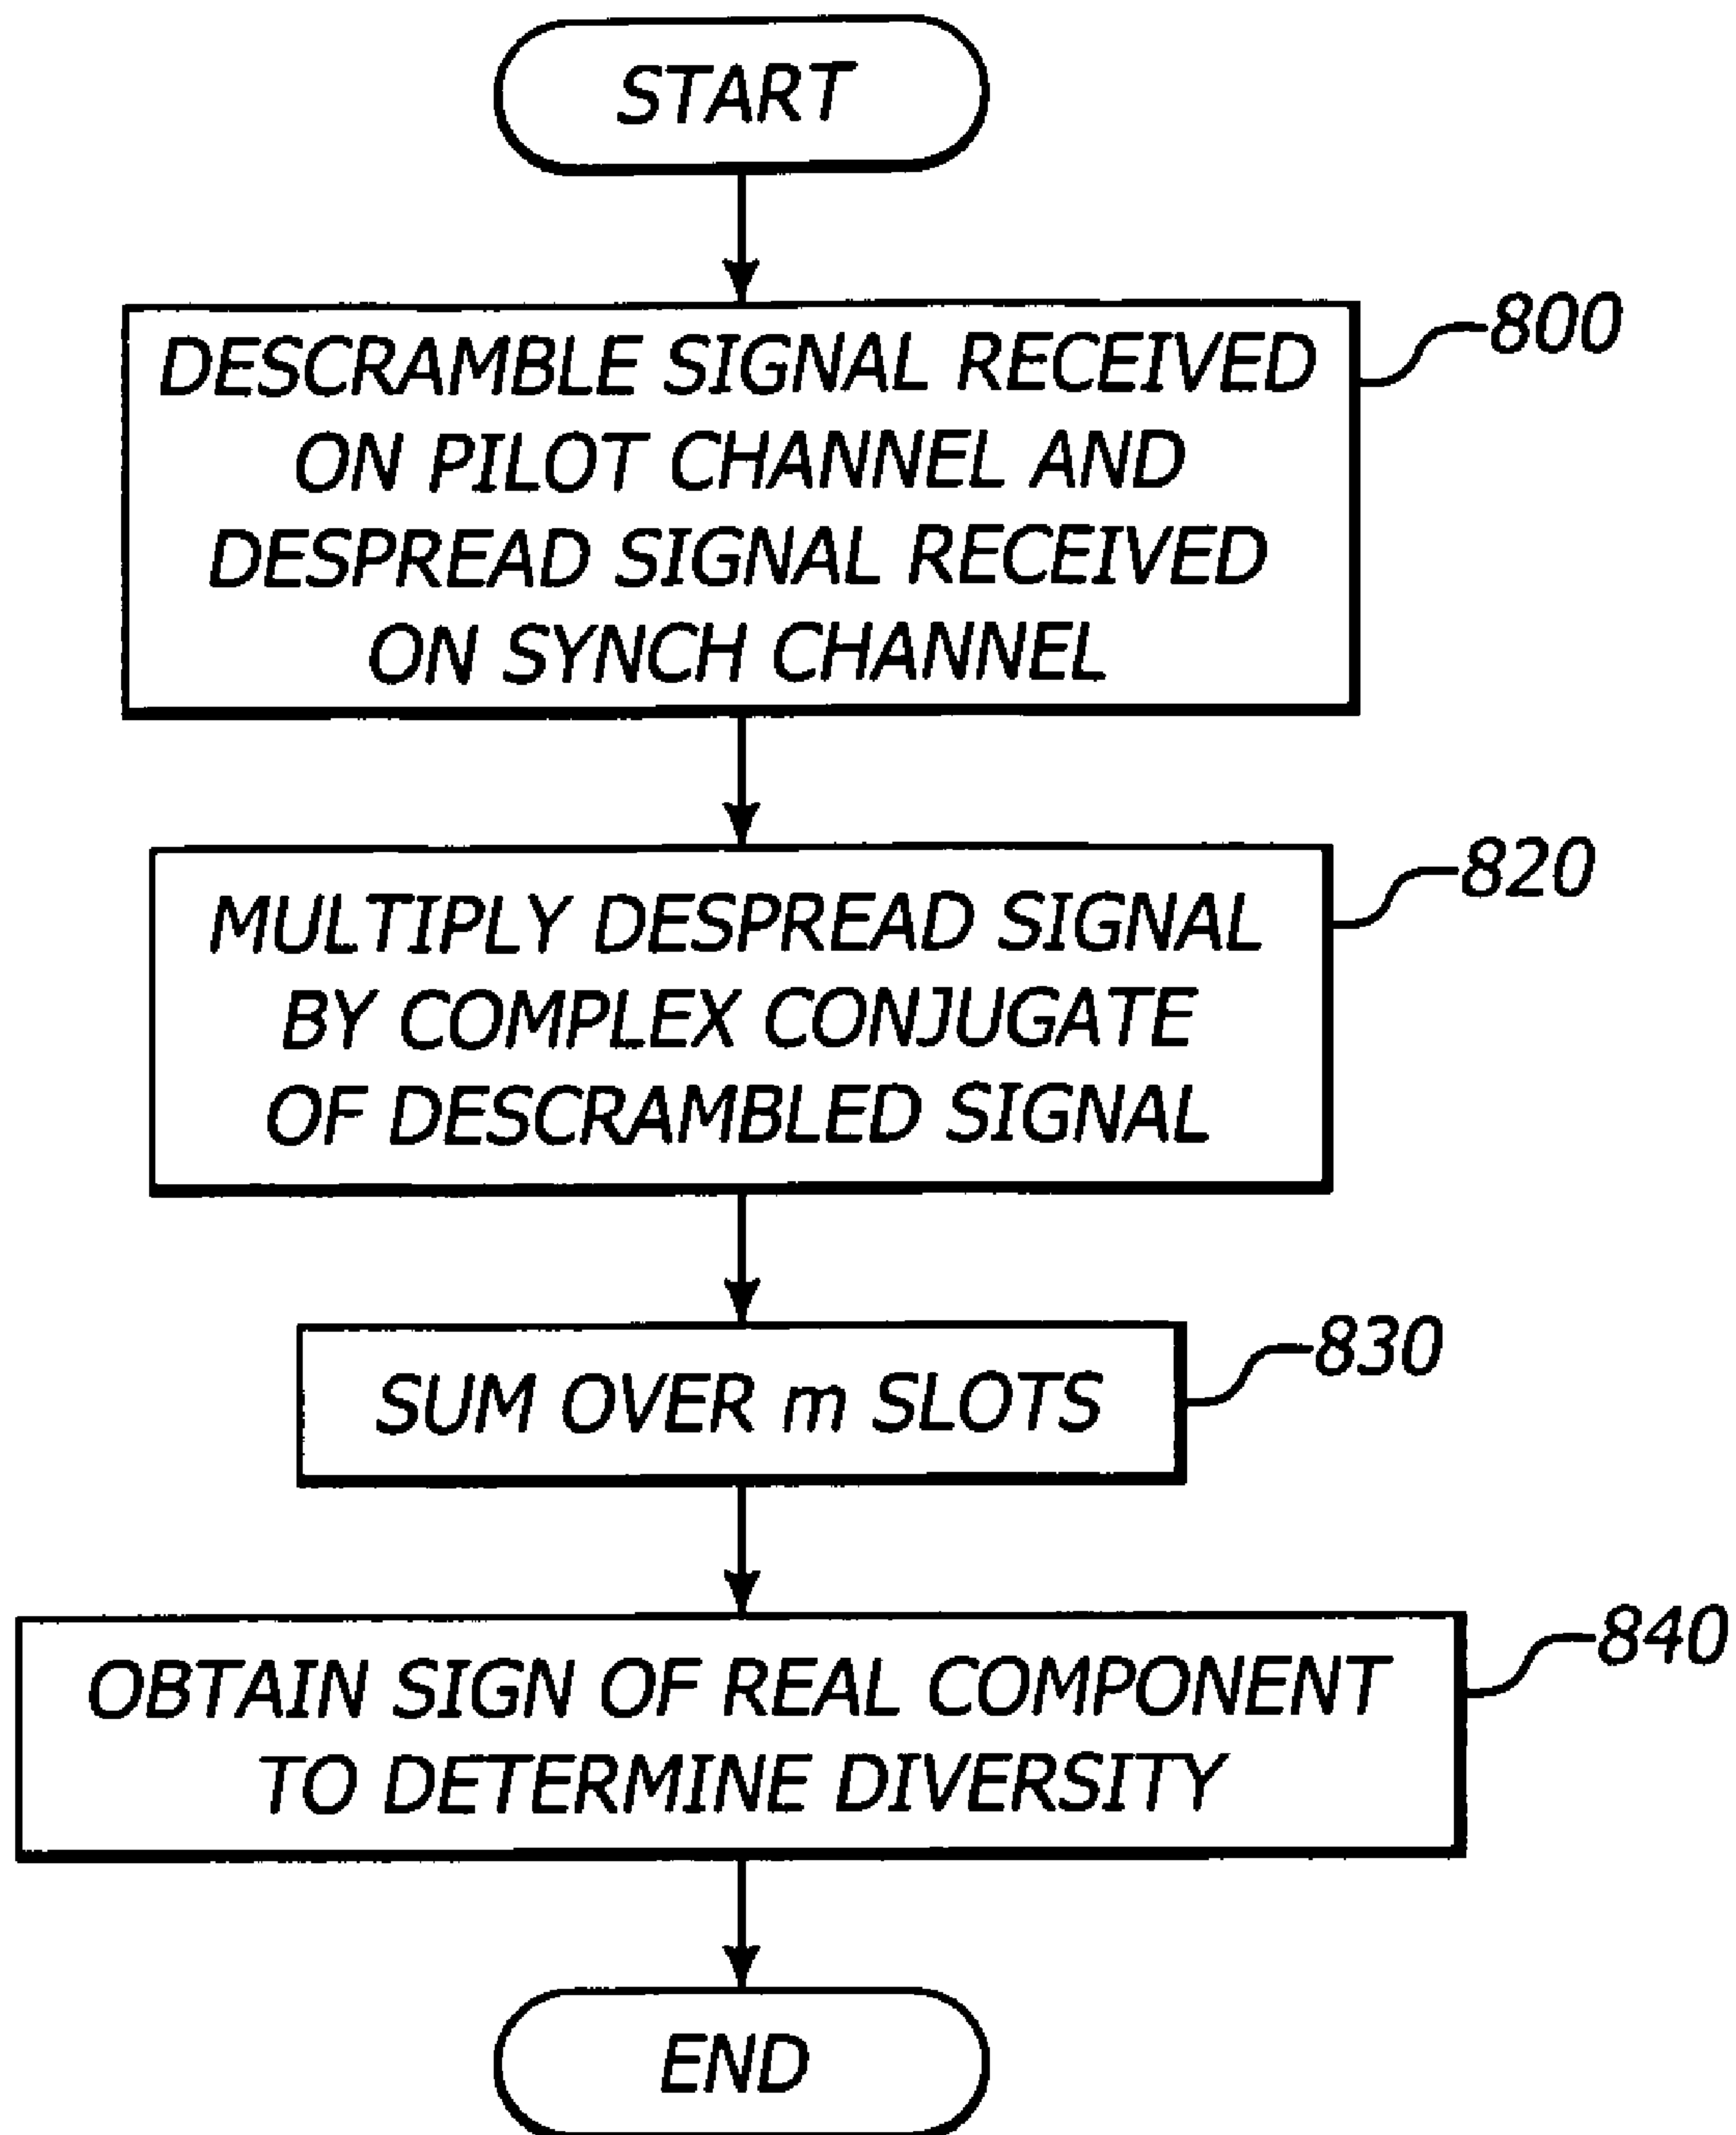 START
DESCRAMBLE SIGNAL RECEIVED
ON PILOT CHANNEL AND
DESPREAD SIGNAL RECEIVED
ON SYNCH CHANNEL
800
MULTIPLY DESPREAD SIGNAL
BY COMPLEX CONJUGATE
OF DESCRAMBLED SIGNAL
820
SUM OVER m SLOTS
830
OBTAIN SIGN OF REAL COMPONENT
TO DETERMINE DIVERSITY
840
END